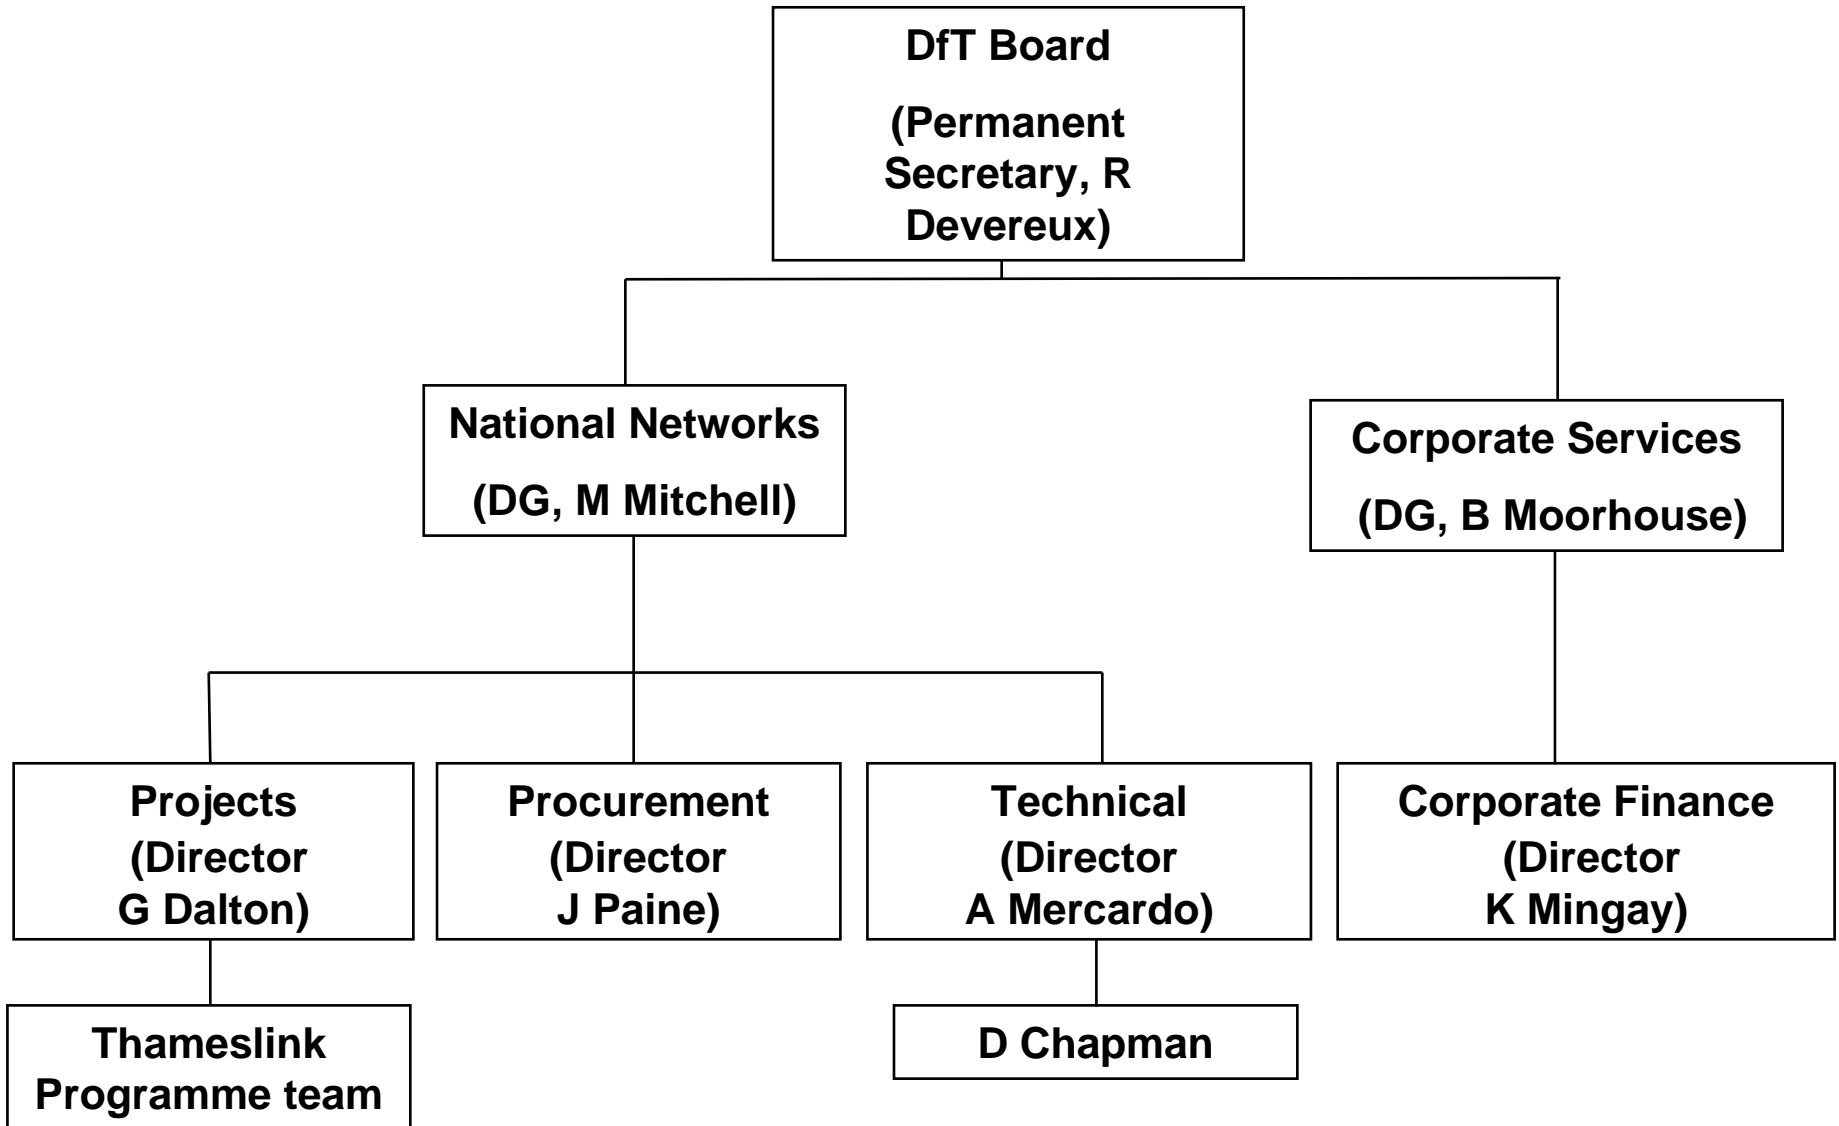 DfT Board
(Permanent
Secretary, R
Devereux)
National Networks
(DG, M Mitchell)
Corporate Services
(DG, B Moorhouse)
Projects
(Director
G Dalton)
Procurement
(Director
J Paine)
Technical
(Director
A Mercardo)
Corporate Finance
(Director
K Mingay)
Thameslink
Programme team
D Chapman